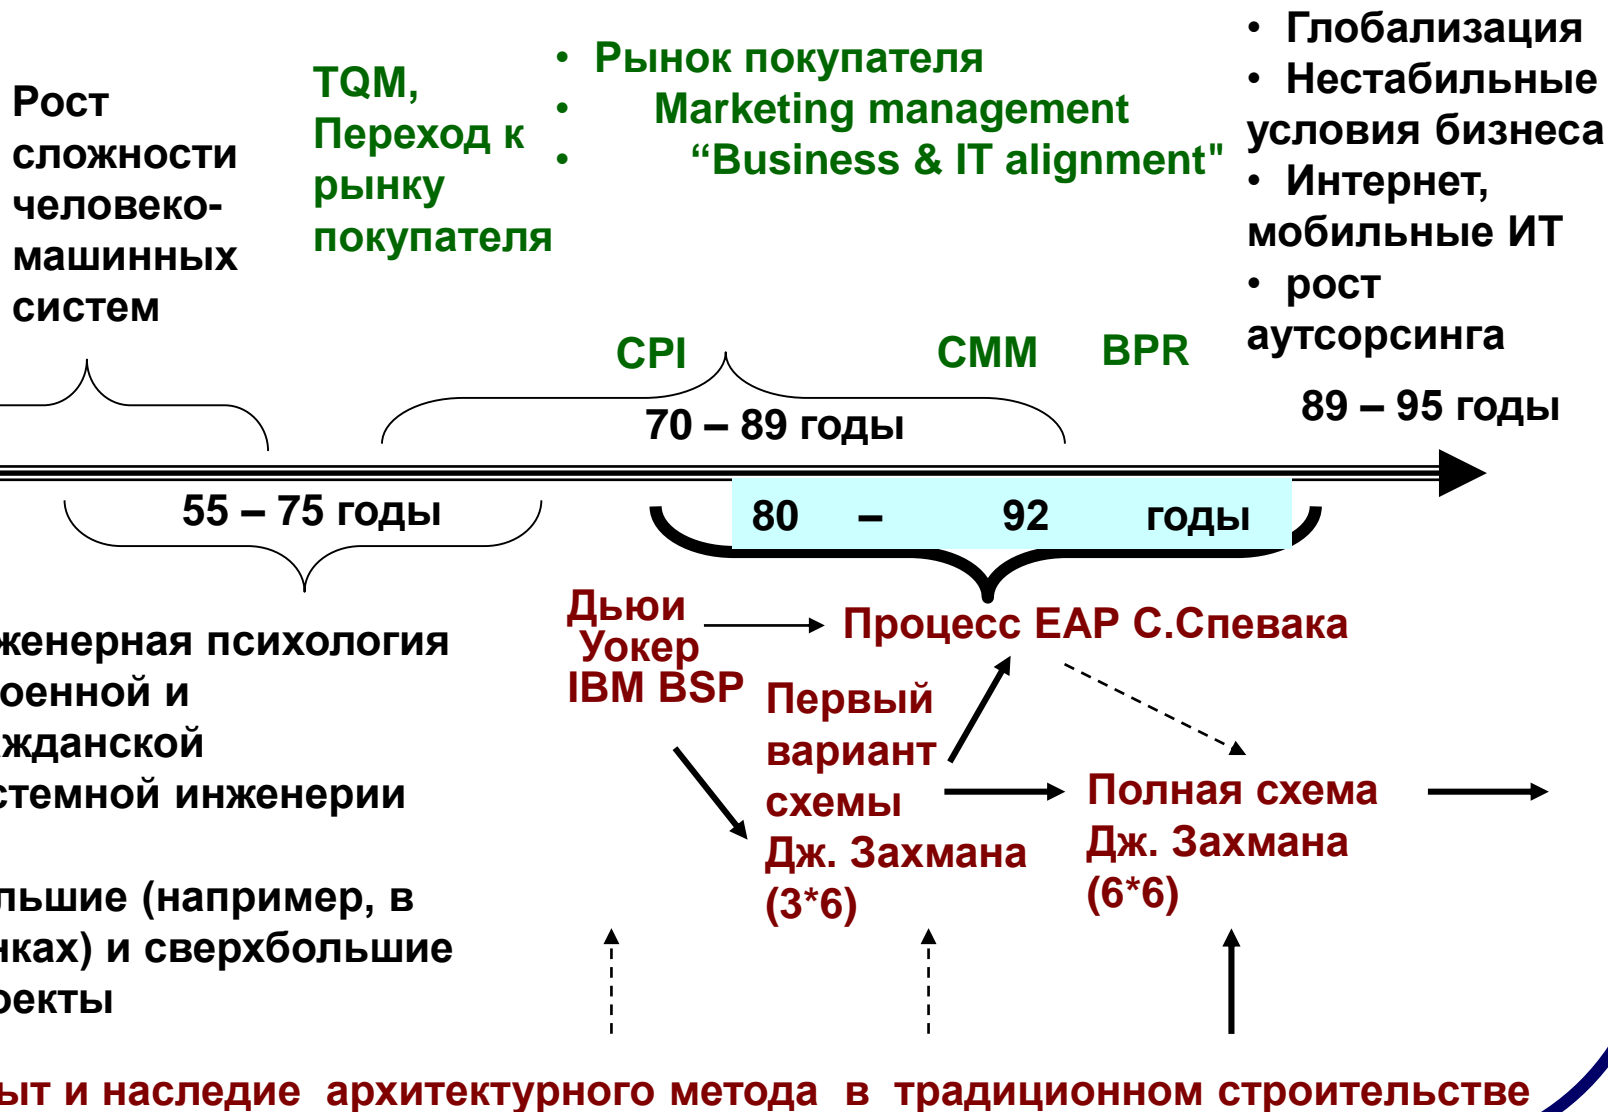 Рост
сложности
человеко-
машинных
систем
TQM,
Переход к
рынку
покупателя
• Рынок покупателя
• Marketing management
• “Business & IT alignment"
• Глобализация
• Нестабильные
условия бизнеса
• Интернет,
мобильные ИТ
• рост
аутсорсинга
CPI
CMM
BPR
70 – 89 годы
89 – 95 годы
55 – 75 годы
80 – 92 годы
женерная психология
оенной и
жданской
стемной инженерии
льшие (например, в
нках) и сверхбольшие
оекты
Дьюи
Уокер
IBM BSP
Процесс EAP С.Спевака
Первый
вариант
схемы
Дж. Захмана
(3*6)
Полная схема
Дж. Захмана
(6*6)
ыт и наследие архитектурного метода в традиционном строительстве